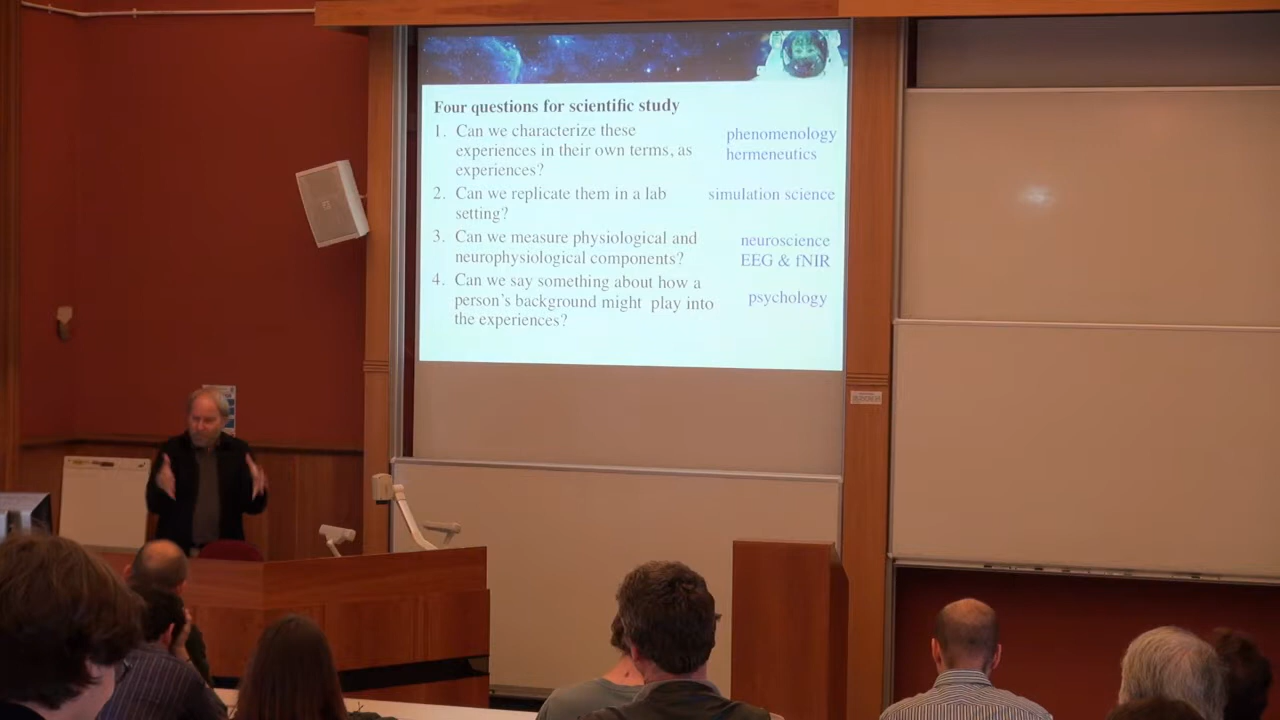 Four questions for scientific study
1. Can we characterize these
experiences in their own terms, as
experiences?
phenomenology
hermeneutics
2. Can we replicate them in a lab
setting?
simulation science
3. Can we measure physiological and
neurophysiological components?
neuroscience
EEG & fNIR
4. Can we say something about how a
person's background might play into
the experiences?
psychology